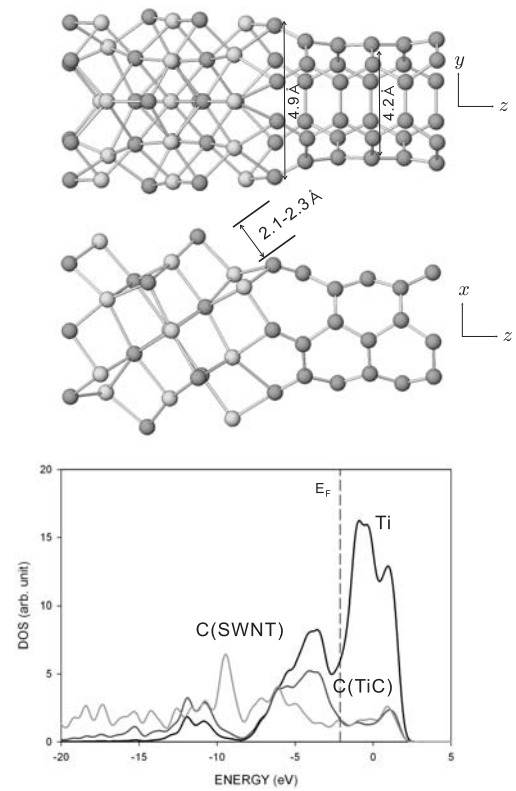 4.9Å
4.2Å
y
z
2.1-2.3Å
x
z
20
15
10
5
0
DOS (arb. unit)
E_F
Ti
C(SWNT)
C(TiC)
-20
-15
-10
-5
0
5
ENERGY (eV)